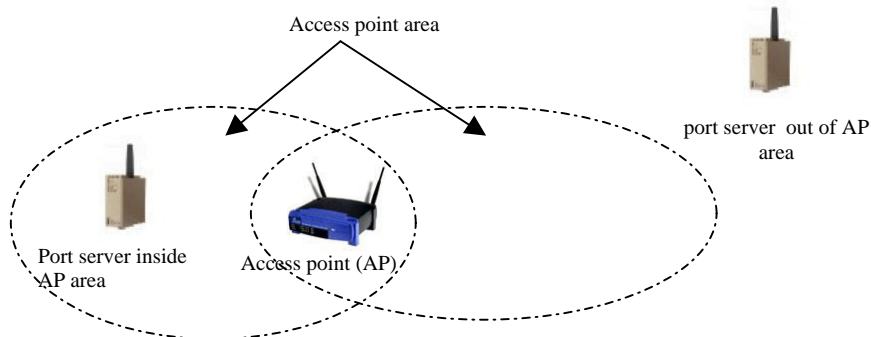 Access point area
port server out of AP
area
Port server inside
AP area
Access point (AP)